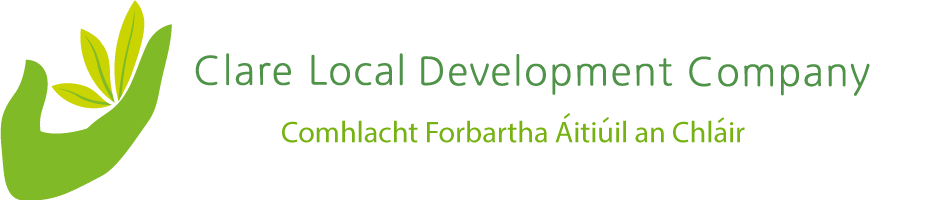 Clare Local Development Company
Comhlacht Forbartha Áitiúil an Chláir